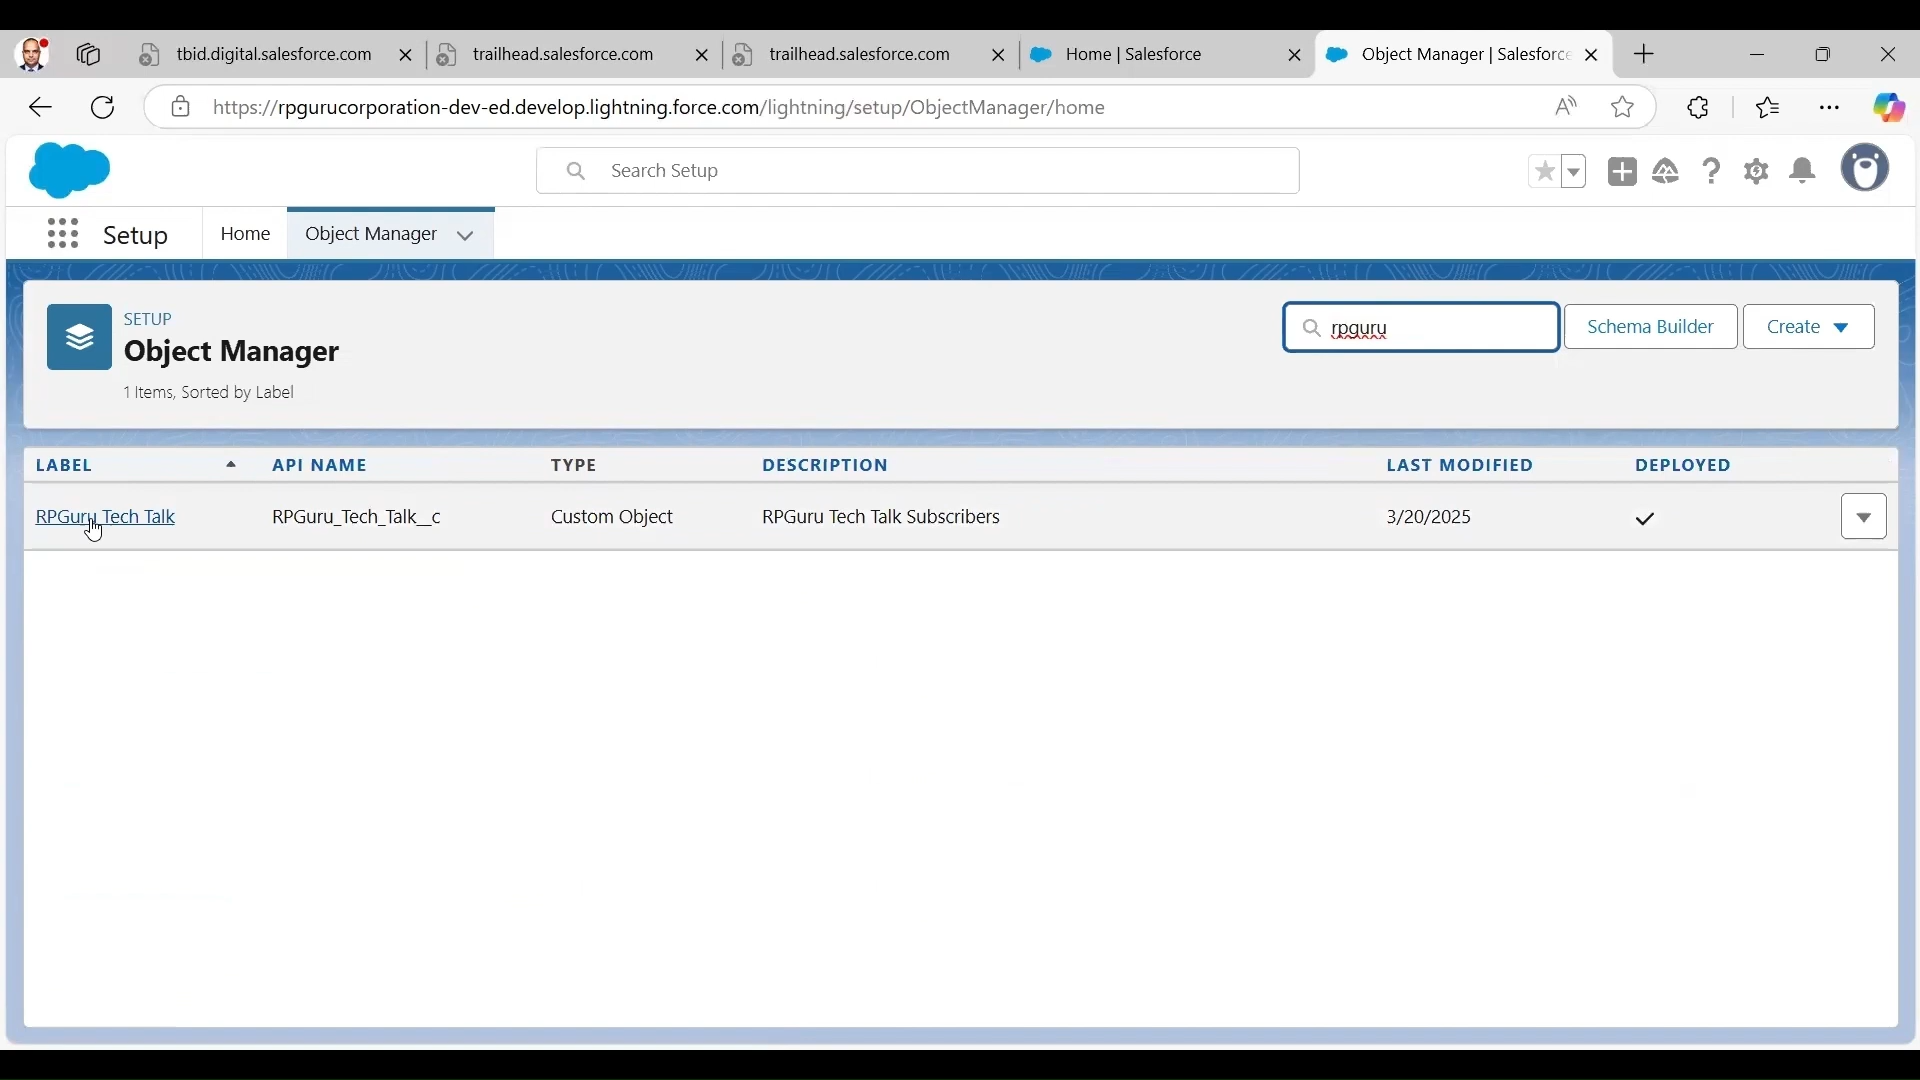 tbid.digital.salesforce.com
trailhead.salesforce.com
trailhead.salesforce.com
Home | Salesforce
Object Manager | Salesforce
https://rpgurucorporation-dev-ed.develop.lightning.force.com/lightning/setup/ObjectManager/home
Search Setup
Setup
Home
Object Manager
SETUP
Object Manager
1 Items, Sorted by Label
rpguru
Schema Builder
Create
LABEL API NAME TYPE DESCRIPTION LAST MODIFIED DEPLOYED
RPGuru Tech Talk RPGuru_Tech_Talk__c Custom Object RPGuru Tech Talk Subscribers 3/20/2025